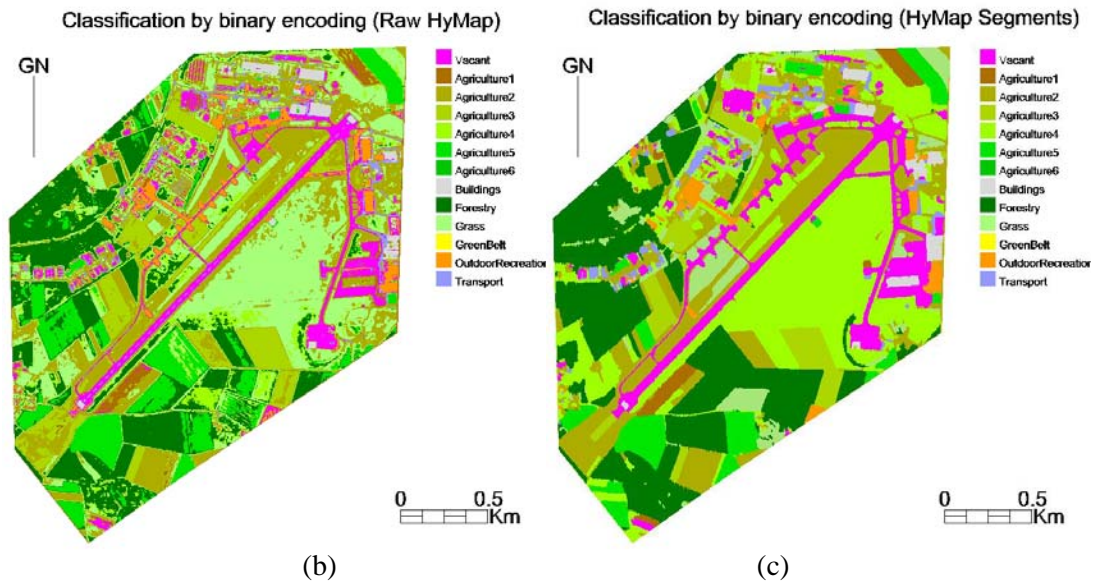 Classification by binary encoding (Raw HyMap)
GN
Vacant
Agriculture1
Agriculture2
Agriculture3
Agriculture4
Agriculture5
Agriculture6
Buildings
Forestry
Grass
GreenBelt
OutdoorRecreation
Transport
0 0.5
Km
(b)
Classification by binary encoding (HyMap Segments)
GN
Vacant
Agriculture1
Agriculture2
Agriculture3
Agriculture4
Agriculture5
Agriculture6
Buildings
Forestry
Grass
GreenBelt
OutdoorRecreation
Transport
0 0.5
Km
(c)